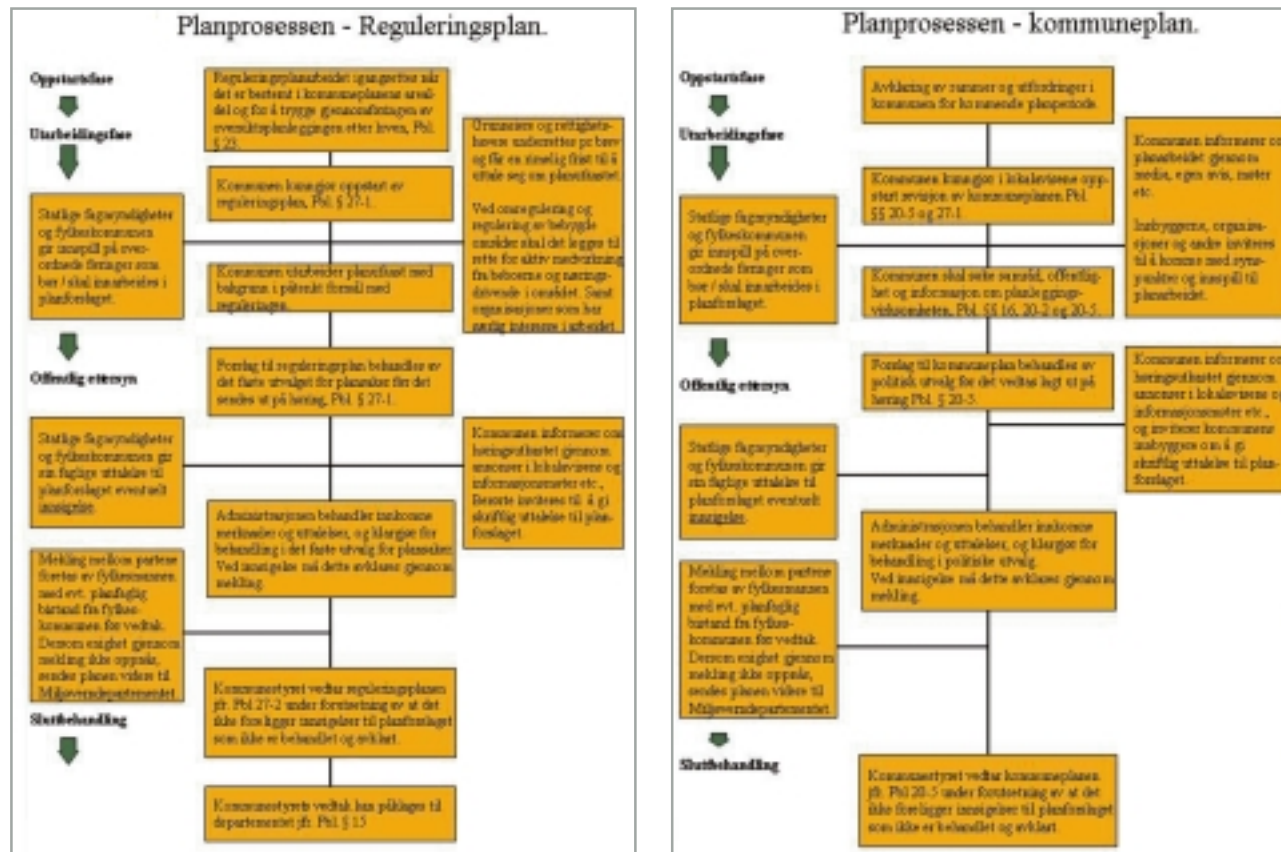 Planprosessen - Reguleringsplan.
Oppstartsfase
Reguleringsplanarbeidet igangsettes når
det er bestemt i kommuneplanens areal-
del og for å trygge gjennomføringen av
oversiktsplanleggingen etter loven, Pbl.
§ 23.
Utarbeidingsfase
Grunneiere og rettighets-
havere underrettes pr brev
og får en rimelig frist til å
uttale seg om planutkastet.
Ved omregulering og
regulering av bebygde
områder skal det legges til
rette for aktiv medvirkning
fra beboerne og nærings-
drivende i området. Samt
organisasjoner som har
særlig interesse i arbeidet.
Kommunen kunngjør oppstart av
reguleringsplan, Pbl. § 27-1.
Statlige fagmyndigheter
og fylkeskommunen
gir innspill på over-
ordnede føringer som
bør / skal innarbeides i
planforslaget.
Kommunen utarbeider planutkast med
bakgrunn i påtenkt formål med
reguleringen.
Offentlig ettersyn
Forslag til reguleringsplan behandles av
det faste utvalget for plansaker før det
sendes ut på høring, Pbl. § 27-1.
Statlige fagmyndigheter
og fylkeskommunen gir
sin faglige uttalelse til
planforslaget eventuelt
innsigelse.
Kommunen informerer om
høringsutkastet gjennom
annonser i lokalavisene og
informasjonsmøter etc.,
Berørte inviteres til å gi
skriftlig uttalelse til plan-
forslaget.
Administrasjonen behandler innkomne
merknader og uttalelser, og klargjør for
behandling i det faste utvalg for plansaker.
Ved innsigelse må dette avklares gjennom
mekling.
Mekling mellom partene
foretas av fylkesmannen
med evt. planfaglig
bistand fra fylkes-
kommunen før vedtak.
Dersom enighet gjennom
mekling ikke oppnås,
sendes planen videre til
Miljøverndepartementet.
Sluttbehandling
Kommunestyret vedtar reguleringsplanen
jfr. Pbl 27-2 under forutsetning av at det
ikke foreligger innsigelser til planforslaget
som ikke er behandlet og avklart.
Kommunestyrets vedtak kan påklages til
departementet jfr. Pbl. § 15
Planprosessen - kommuneplan.
Oppstartsfase
Avklaring av rammer og utfordringer i
kommunen for kommende planperiode.
Utarbeidingsfase
Kommunen informerer om
planarbeidet gjennom
media, egen avis, møter
etc.
Innbyggerne, organisa-
sjoner og andre inviteres
til å komme med syns-
punkter og innspill til
planarbeidet.
Kommunen kunngjør i lokalavisene opp-
start revisjon av kommuneplanen. Pbl.
§§ 20-5 og 27-1.
Statlige fagmyndigheter
og fylkeskommunen
gir innspill på over-
ordnede føringer som
bør / skal innarbeides i
planforslaget.
Kommunen skal søke samråd, offentlig-
het og informasjon om planleggings-
virksomheten, Pbl. §§ 16, 20-2 og 20-5.
Offentlig ettersyn
Forslag til kommuneplan behandles av
politisk utvalg før det vedtas lagt ut på
høring Pbl. § 20-5.
Kommunen informerer om
høringsutkastet gjennom
annonser i lokalavisene og
informasjonsmøter etc.,
og inviterer kommunens
innbyggere om å gi
skriftlig uttalelse til plan-
forslaget.
Statlige fagmyndigheter
og fylkeskommunen gir
sin faglige uttalelse til
planforslaget eventuelt
innsigelse.
Administrasjonen behandler innkomne
merknader og uttalelser, og klargjør for
behandling i politiske utvalg.
Ved innsigelse må dette avklares gjennom
mekling.
Mekling mellom partene
foretas av fylkesmannen
med evt. planfaglig
bistand fra fylkes-
kommunen før vedtak.
Dersom enighet gjennom
mekling ikke oppnås,
sendes planen videre til
Miljøverndepartementet.
Sluttbehandling
Kommunestyret vedtar kommuneplanen
jfr. Pbl 20-5 under forutsetning av at det
ikke foreligger innsigelser til planforslaget
som ikke er behandlet og avklart.